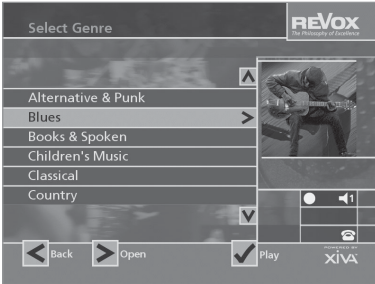 Select Genre
REVOX
The Philosophy of Excellence
Alternative & Punk
Blues
Books & Spoken
Children's Music
Classical
Country
1
Back
Open
Play
POWERED BY
XiVA